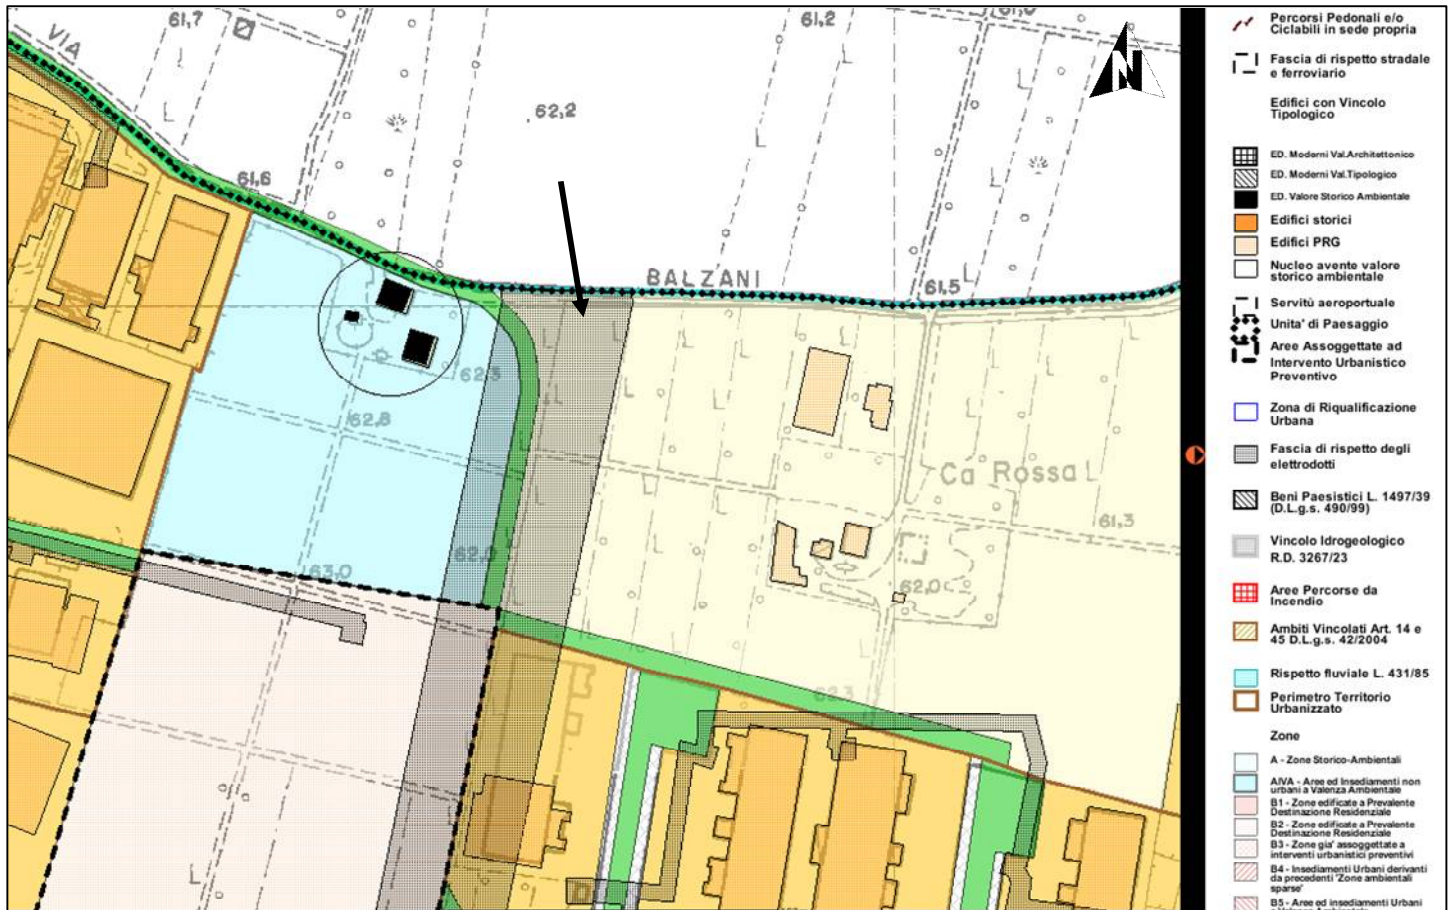 61,7
61,2
61,0
VIA
N
62,2
61,6
BALZANI
61,5
62,3
62,8
Ca Rossa
61,3
62,0
63,0
62,0
62,3
Percorsi Pedonali e/o
Ciclabili in sede propria
Fascia di rispetto stradale
e ferroviario
Edifici con Vincolo
Tipologico
ED. Moderni Val.Architettonico
ED. Moderni Val.Tipologico
ED. Valore Storico Ambientale
Edifici storici
Edifici PRG
Nucleo avente valore
storico ambientale
Servitù aeroportuale
Unita' di Paesaggio
Aree Assoggettate ad
Intervento Urbanistico
Preventivo
Zona di Riqualificazione
Urbana
Fascia di rispetto degli
elettrodotti
Beni Paesistici L. 1497/39
(D.L.g.s. 490/99)
Vincolo Idrogeologico
R.D. 3267/23
Aree Percorse da
Incendio
Ambiti Vincolati Art. 14 e
45 D.L.g.s. 42/2004
Rispetto fluviale L. 431/85
Perimetro Territorio
Urbanizzato
Zone
A - Zone Storico-Ambientali
AIVA - Aree ed Insediamenti non
urbani a Valenza Ambientale
B1 - Zone edificate a Prevalente
Destinazione Residenziale
B2 - Zone edificate a Prevalente
Destinazione Residenziale
B3 - Zone gia' assoggettate a
interventi urbanistici preventivi
B4 - Insediamenti Urbani derivanti
da precedenti 'Zone ambientali
sparse'
B5 - Aree ed insediamenti Urbani